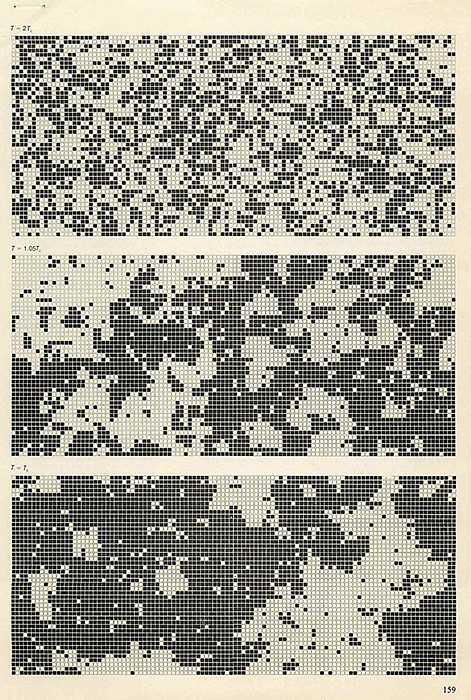 T = 2Tc
T = 1.05Tc
T = Tc
159